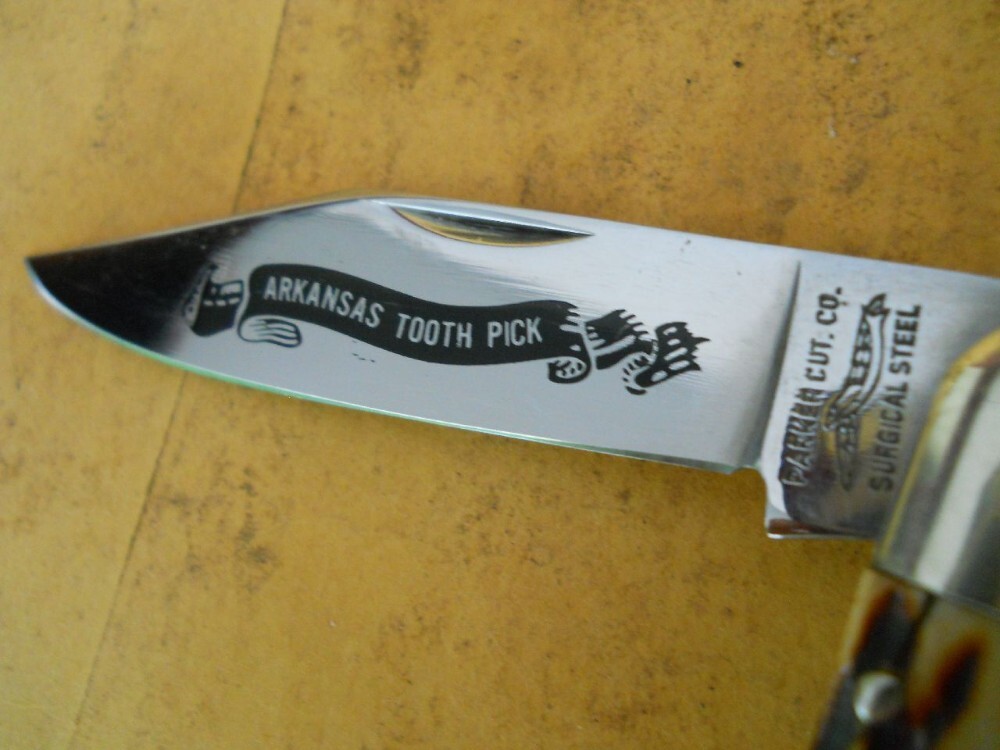 ARKANSAS TOOTH PICK
PARKER CUT. CO.
SURGICAL STEEL